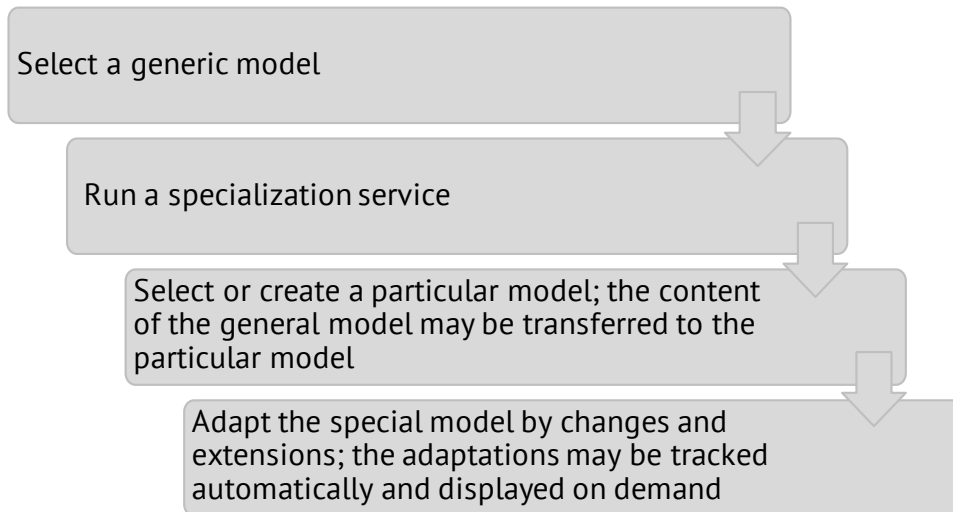 Select a generic model
Run a specialization service
Select or create a particular model; the content
of the general model may be transferred to the
particular model
Adapt the special model by changes and
extensions; the adaptations may be tracked
automatically and displayed on demand